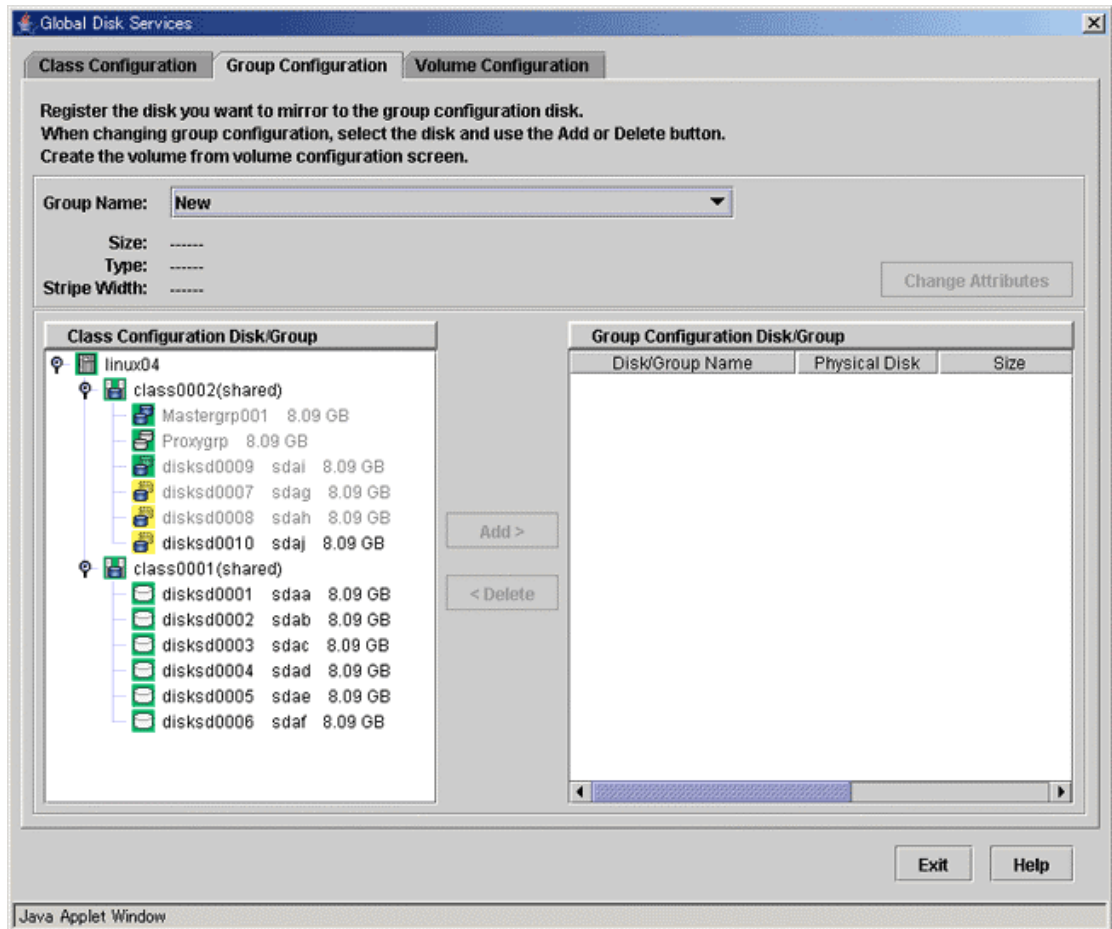 Global Disk Services
Class Configuration Group Configuration Volume Configuration
Register the disk you want to mirror to the group configuration disk.
When changing group configuration, select the disk and use the Add or Delete button.
Create the volume from volume configuration screen.
Group Name: New
Size: ------
Type: ------
Stripe Width: ------
Change Attributes
Class Configuration Disk/Group
linux04
class0002(shared)
Mastergrp001 8.09 GB
Proxygrp 8.09 GB
disksd0009 sdai 8.09 GB
disksd0007 sdag 8.09 GB
disksd0008 sdah 8.09 GB
disksd0010 sdaj 8.09 GB
class0001(shared)
disksd0001 sdaa 8.09 GB
disksd0002 sdab 8.09 GB
disksd0003 sdac 8.09 GB
disksd0004 sdad 8.09 GB
disksd0005 sdae 8.09 GB
disksd0006 sdaf 8.09 GB
Add >
< Delete
Group Configuration Disk/Group
Disk/Group Name Physical Disk Size
Exit Help
Java Applet Window